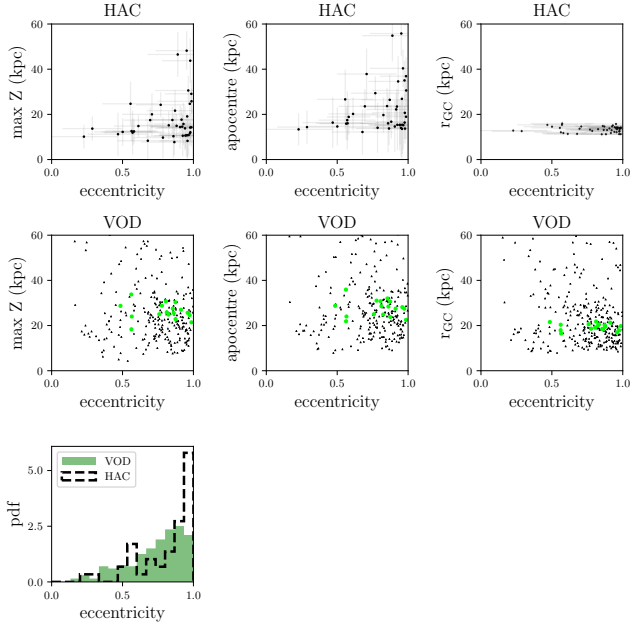 HAC HAC HAC
60 60 60
40 40 40
20 20 20
0 0 0
max Z (kpc) apocentre (kpc) rGC (kpc)
0.0 0.5 1.0 0.0 0.5 1.0 0.0 0.5 1.0
eccentricity eccentricity eccentricity
VOD VOD VOD
60 60 60
40 40 40
20 20 20
0 0 0
max Z (kpc) apocentre (kpc) rGC (kpc)
0.0 0.5 1.0 0.0 0.5 1.0 0.0 0.5 1.0
eccentricity eccentricity eccentricity
VOD
HAC
5.0
2.5
0.0
pdf
0.0 0.5 1.0
eccentricity